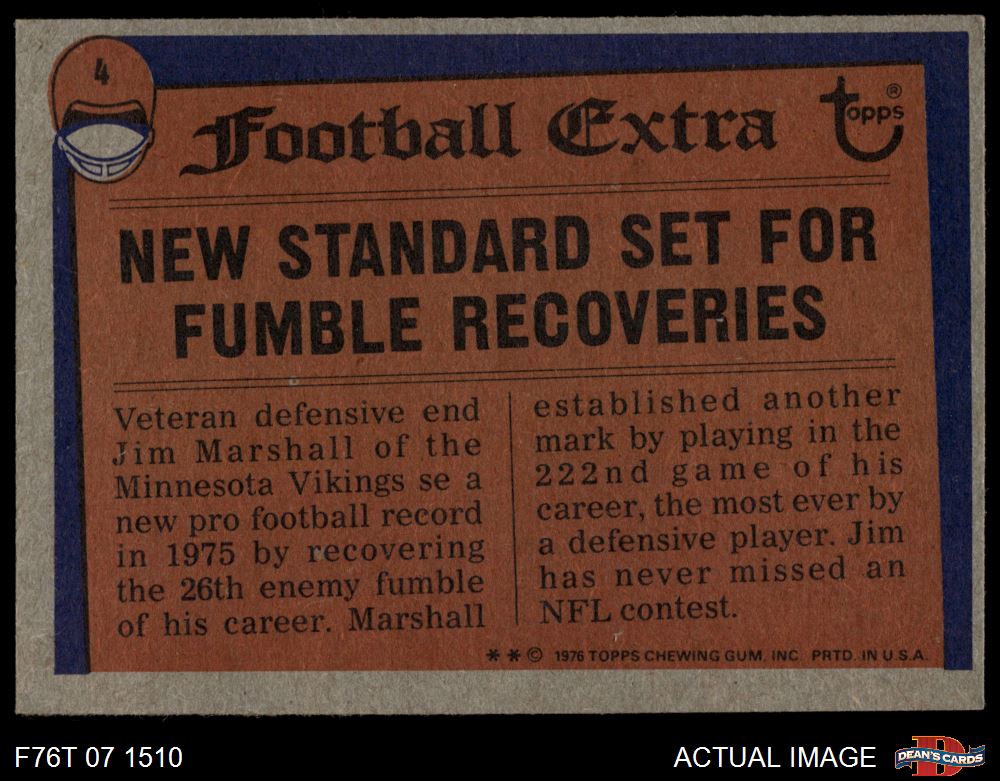 4
Football Extra
topps ®
NEW STANDARD SET FOR
FUMBLE RECOVERIES
Veteran defensive end
Jim Marshall of the
Minnesota Vikings se a
new pro football record
in 1975 by recovering
the 26th enemy fumble
of his career. Marshall
established another
mark by playing in the
222nd game of his
career, the most ever by
a defensive player. Jim
has never missed an
NFL contest.
* * © 1976 TOPPS CHEWING GUM, INC. PRTD. IN U.S.A.
F76T 07 1510
ACTUAL IMAGE
D
DEAN'S CARDS